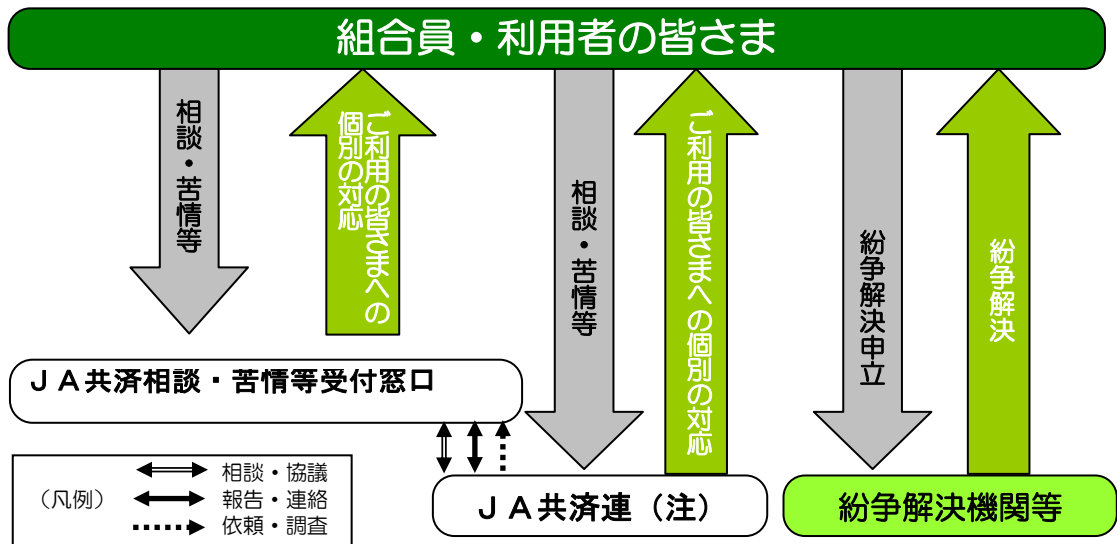 組合員・利用者の皆さま
相談・苦情等
ご利用の皆さまへの
個別の対応
相談・苦情等
ご利用の皆さまへの個別の対応
紛争解決申立
紛争解決
ＪＡ共済相談・苦情等受付窓口
（凡例）
相談・協議
報告・連絡
依頼・調査
ＪＡ共済連（注）
紛争解決機関等